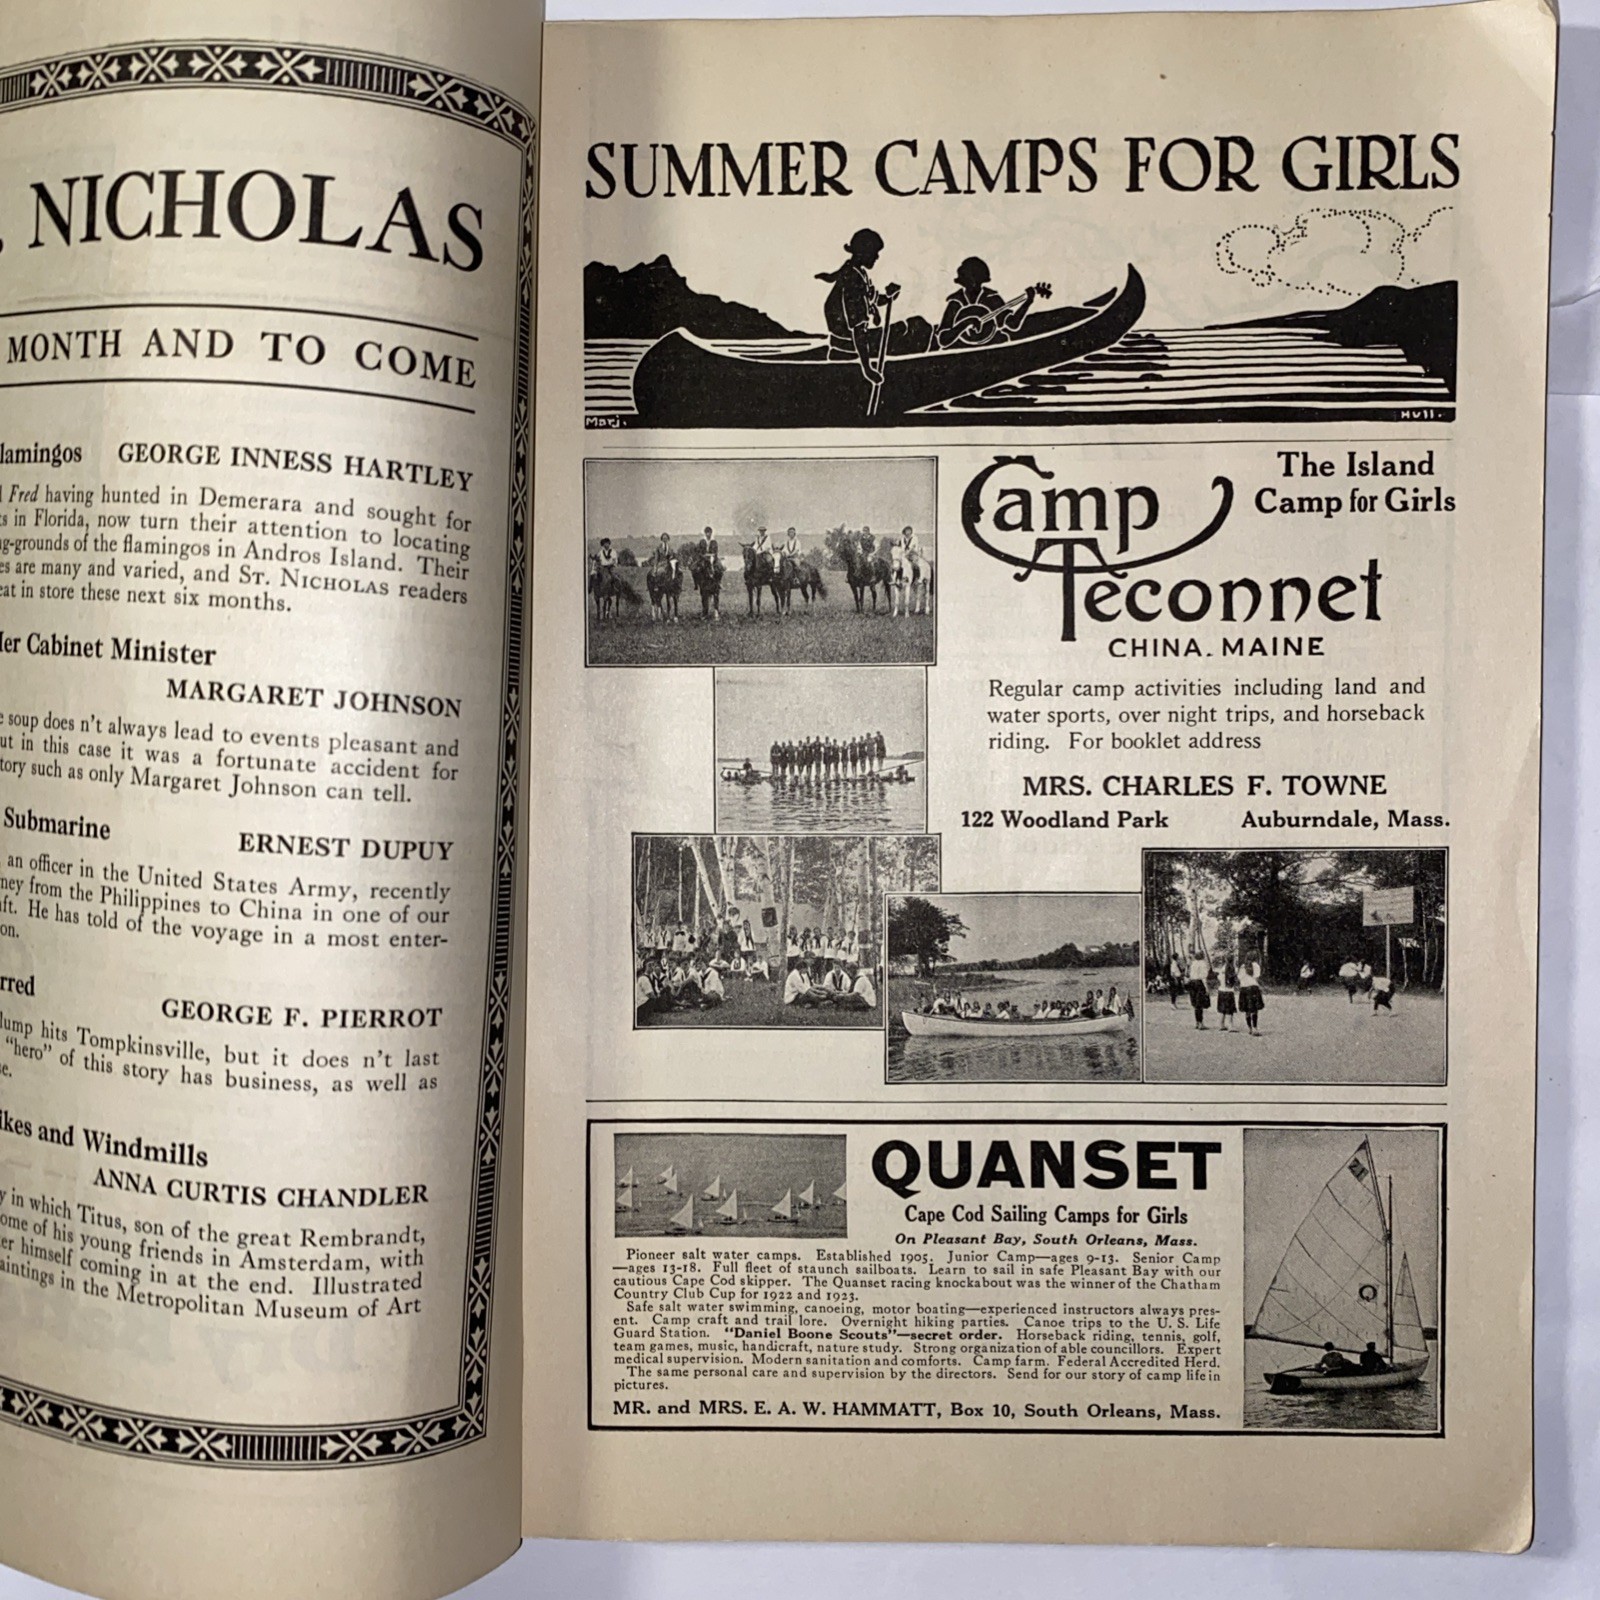 NICHOLAS
MONTH AND TO COME
GEORGE INNESS HARTLEY
Fred having hunted in Demerara and sought for
in Florida, now turn their attention to locating
of the flamingos in Andros Island. Their
are many and varied, and ST. NICHOLAS readers
in store these next six months.
Cabinet Minister
MARGARET JOHNSON
soup does n't always lead to events pleasant and
in this case it was a fortunate accident for
such as only Margaret Johnson can tell.
Submarine
ERNEST DUPUY
an officer in the United States Army, recently
from the Philippines to China in one of our
He has told of the voyage in a most enter-
GEORGE F. PIERROT
hits Tompkinsville, but it does n't last
"hero" of this story has business, as well as
and Windmills
ANNA CURTIS CHANDLER
in which Titus, son of the great Rembrandt,
of his young friends in Amsterdam, with
himself coming in at the end. Illustrated
in the Metropolitan Museum of Art
SUMMER CAMPS FOR GIRLS
Marj. Hull.
Camp
Teconnet
The Island
Camp for Girls
CHINA. MAINE
Regular camp activities including land and
water sports, over night trips, and horseback
riding. For booklet address
MRS. CHARLES F. TOWNE
122 Woodland Park Auburndale, Mass.
QUANSET
Cape Cod Sailing Camps for Girls
On Pleasant Bay, South Orleans, Mass.
Pioneer salt water camps. Established 1905. Junior Camp—ages 9-13. Senior Camp
—ages 13-18. Full fleet of staunch sailboats. Learn to sail in safe Pleasant Bay with our
cautious Cape Cod skipper. The Quanset racing knockabout was the winner of the Chatham
Country Club Cup for 1922 and 1923.
Safe salt water swimming, canoeing, motor boating—experienced instructors always pres-
ent. Camp craft and trail lore. Overnight hiking parties. Canoe trips to the U. S. Life
Guard Station. "Daniel Boone Scouts"—secret order. Horseback riding, tennis, golf,
team games, music, handicraft, nature study. Strong organization of able councillors. Expert
medical supervision. Modern sanitation and comforts. Camp farm. Federal Accredited Herd.
The same personal care and supervision by the directors. Send for our story of camp life in
pictures.
MR. and MRS. E. A. W. HAMMATT, Box 10, South Orleans, Mass.
21
Q